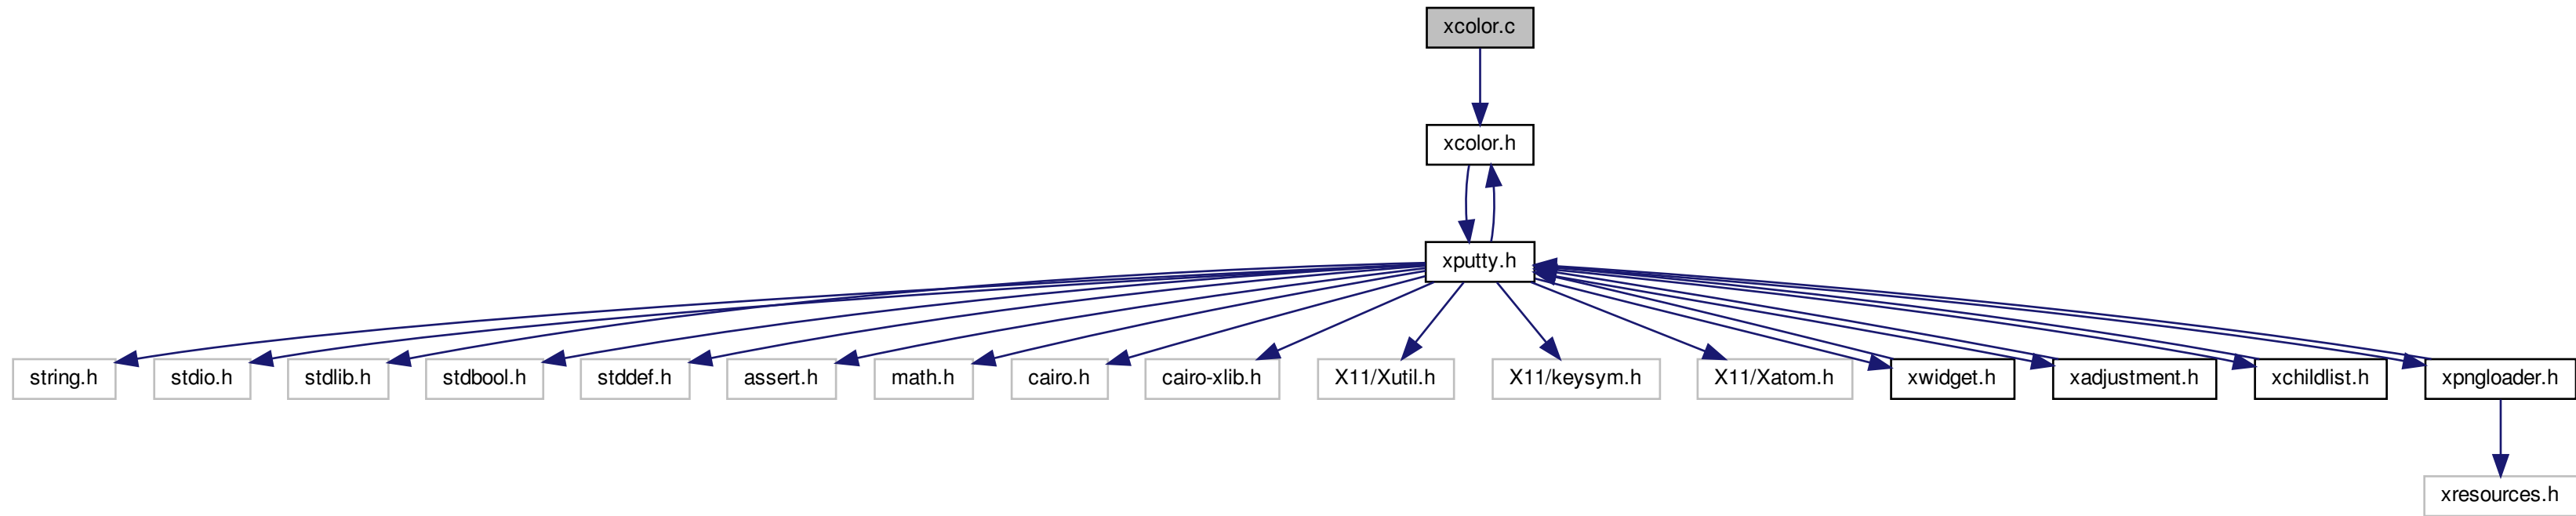 xcolor.c
xcolor.h
xputty.h
string.h
stdio.h
stdlib.h
stdbool.h
stddef.h
assert.h
math.h
cairo.h
cairo-xlib.h
X11/Xutil.h
X11/keysym.h
X11/Xatom.h
xwidget.h
xadjustment.h
xchildlist.h
xpngloader.h
xresources.h